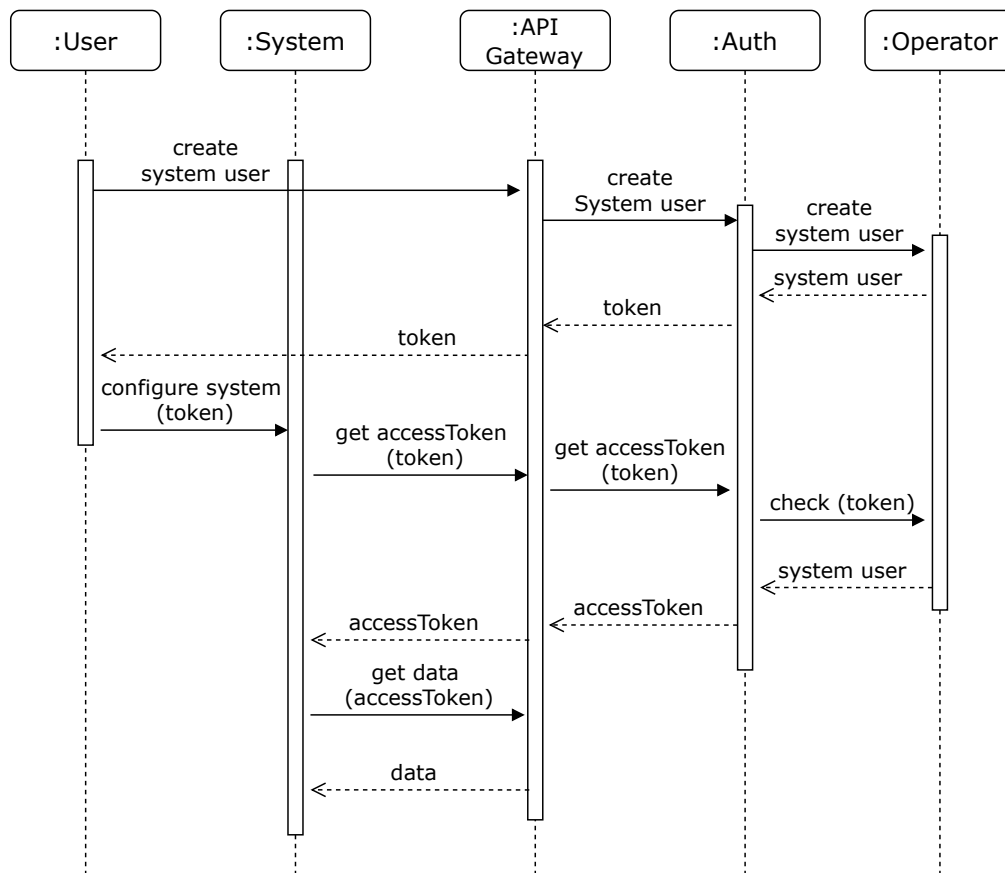 :User
:System
:API
Gateway
:Auth
:Operator
create
system user
create
System user
create
system user
system user
token
token
configure system
(token)
get accessToken
(token)
get accessToken
(token)
check (token)
system user
accessToken
accessToken
get data
(accessToken)
data